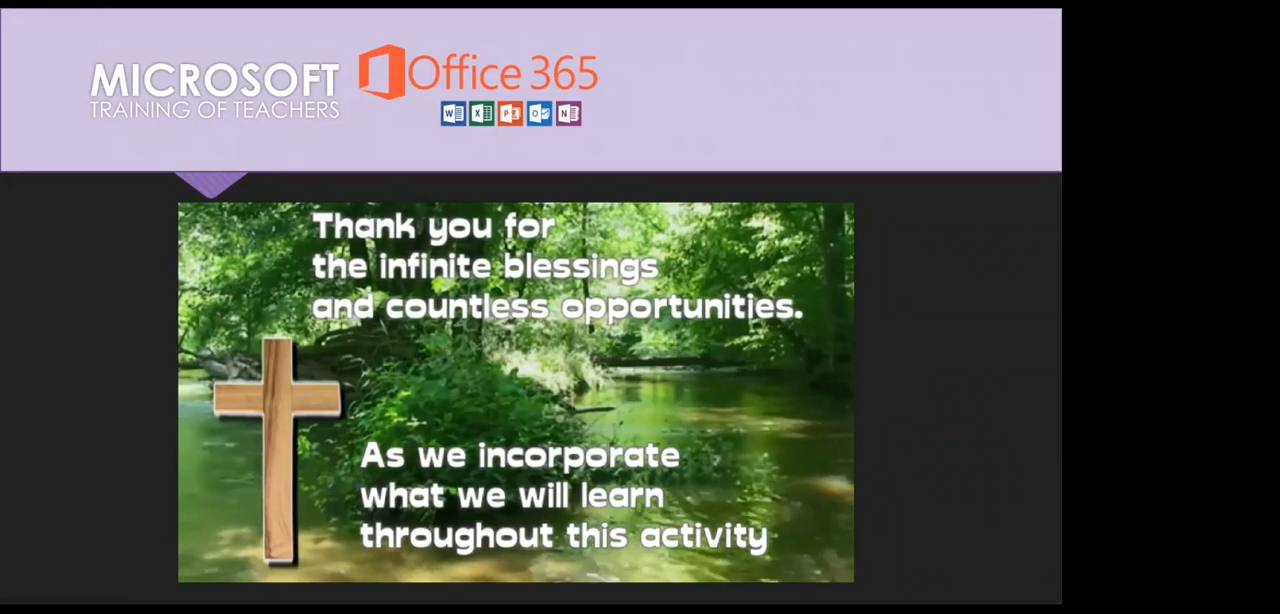 MICROSOFT
TRAINING OF TEACHERS
Office 365
W X P O N
Thank you for
the infinite blessings
and countless opportunities.
As we incorporate
what we will learn
throughout this activity